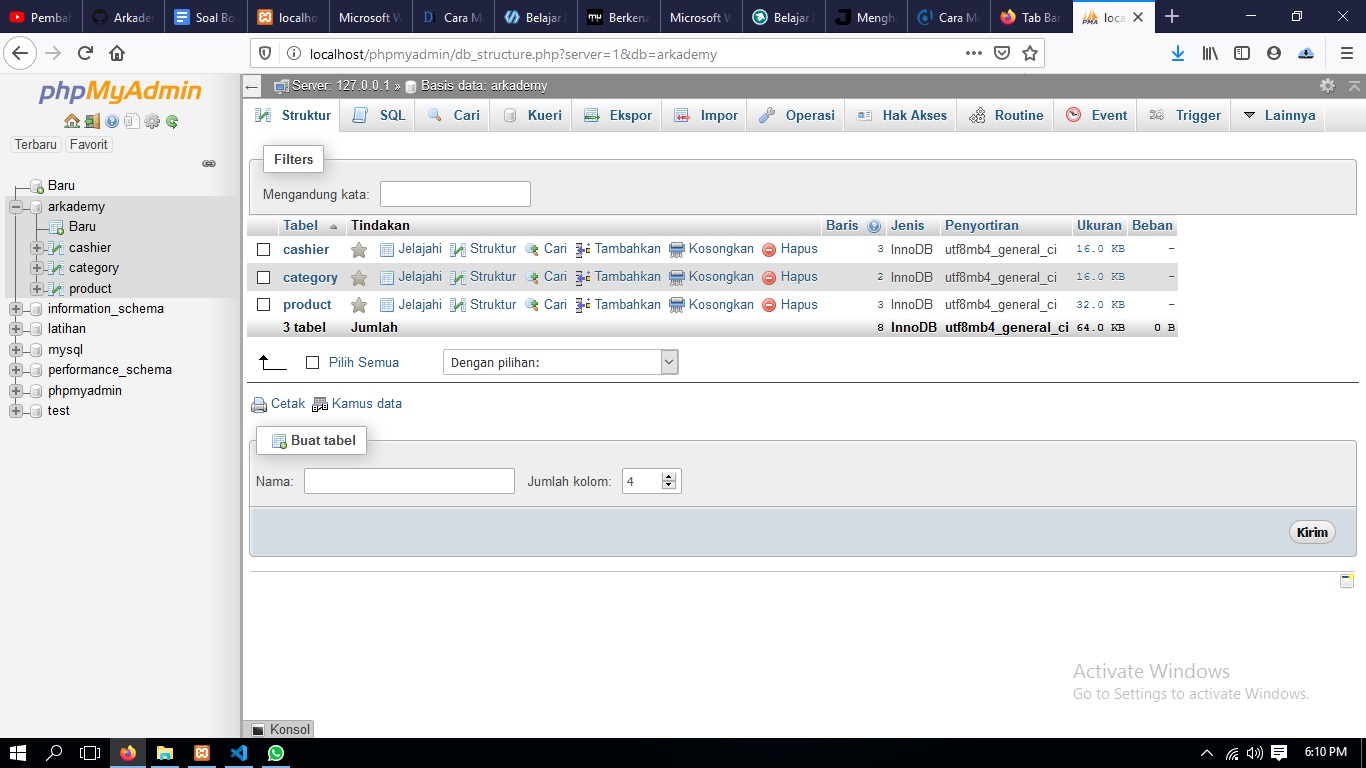 Pemba Arkade Soal Bo localho Microsoft W Cara M Belajar Berkena Microsoft W Belajar Mengh Cara M Tab Bar loca
localhost/phpmyadmin/db_structure.php?server=1&db=arkademy
phpMyAdmin
Terbaru Favorit
Baru
arkademy
Baru
cashier
category
product
information_schema
latihan
mysql
performance_schema
phpmyadmin
test
Server: 127.0.0.1 » Basis data: arkademy
Struktur SQL Cari Kueri Ekspor Impor Operasi Hak Akses Routine Event Trigger Lainnya
Filters
Mengandung kata:
Tabel Tindakan Baris Jenis Penyortiran Ukuran Beban
cashier Jelajahi Struktur Cari Tambahkan Kosongkan Hapus 3 InnoDB utf8mb4_general_ci 16.0 KB -
category Jelajahi Struktur Cari Tambahkan Kosongkan Hapus 2 InnoDB utf8mb4_general_ci 16.0 KB -
product Jelajahi Struktur Cari Tambahkan Kosongkan Hapus 3 InnoDB utf8mb4_general_ci 32.0 KB -
3 tabel Jumlah 8 InnoDB utf8mb4_general_ci 64.0 KB 0 B
Pilih Semua Dengan pilihan:
Cetak Kamus data
Buat tabel
Nama: Jumlah kolom: 4
Kirim
Activate Windows
Go to Settings to activate Windows.
Konsol
6:10 PM